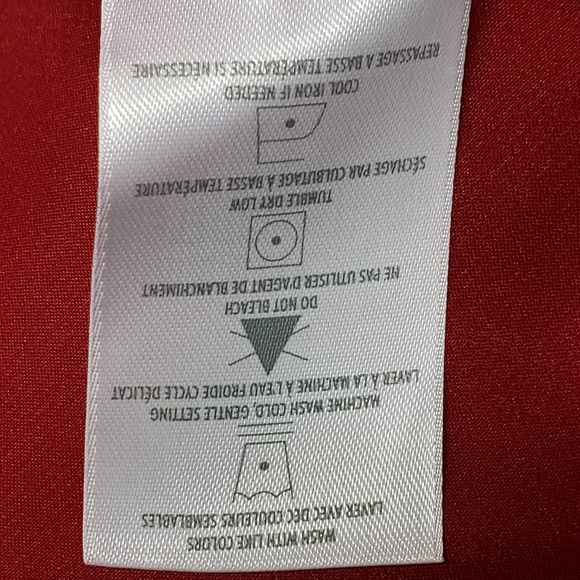 WASH WITH LIKE COLORS
LAVER AVEC DEC COULEURS SEMBLABLES
MACHINE WASH COLD, GENTLE SETTING
LAVER À LA MACHINE À L'EAU FROIDE CYCLE DÉLICAT
DO NOT BLEACH
NE PAS UTILISER D'AGENT DE BLANCHIMENT
TUMBLE DRY LOW
SÉCHAGE PAR CULBUTAGE À BASSE TEMPÉRATURE
COOL IRON IF NEEDED
REPASSAGE A BASSE TEMPÉRATURE SI NECESSAIRE